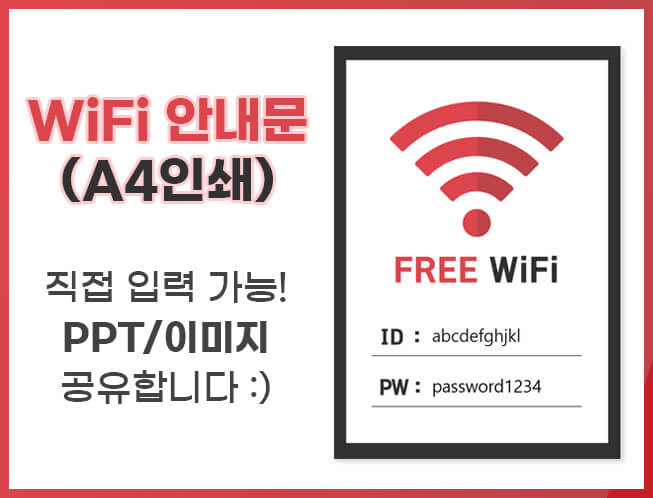 WiFi 안내문
(A4인쇄)
직접 입력 가능!
PPT/이미지
공유합니다 :)
FREE WiFi
ID : abcdefghjkl
PW : password1234